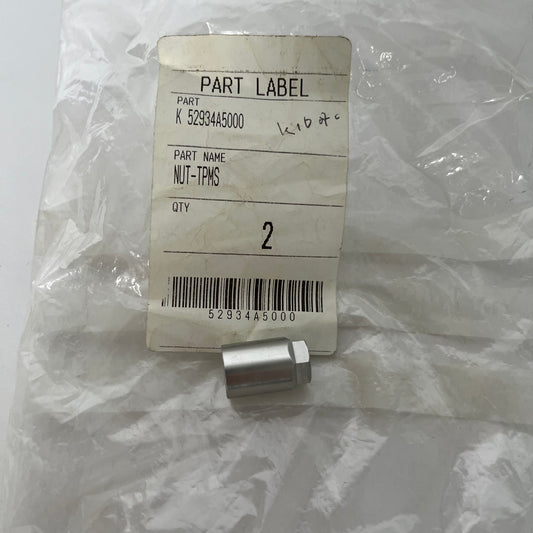 PART LABEL
PART
K 52934A5000
PART NAME
NUT-TPMS
QTY
2
52934A5000